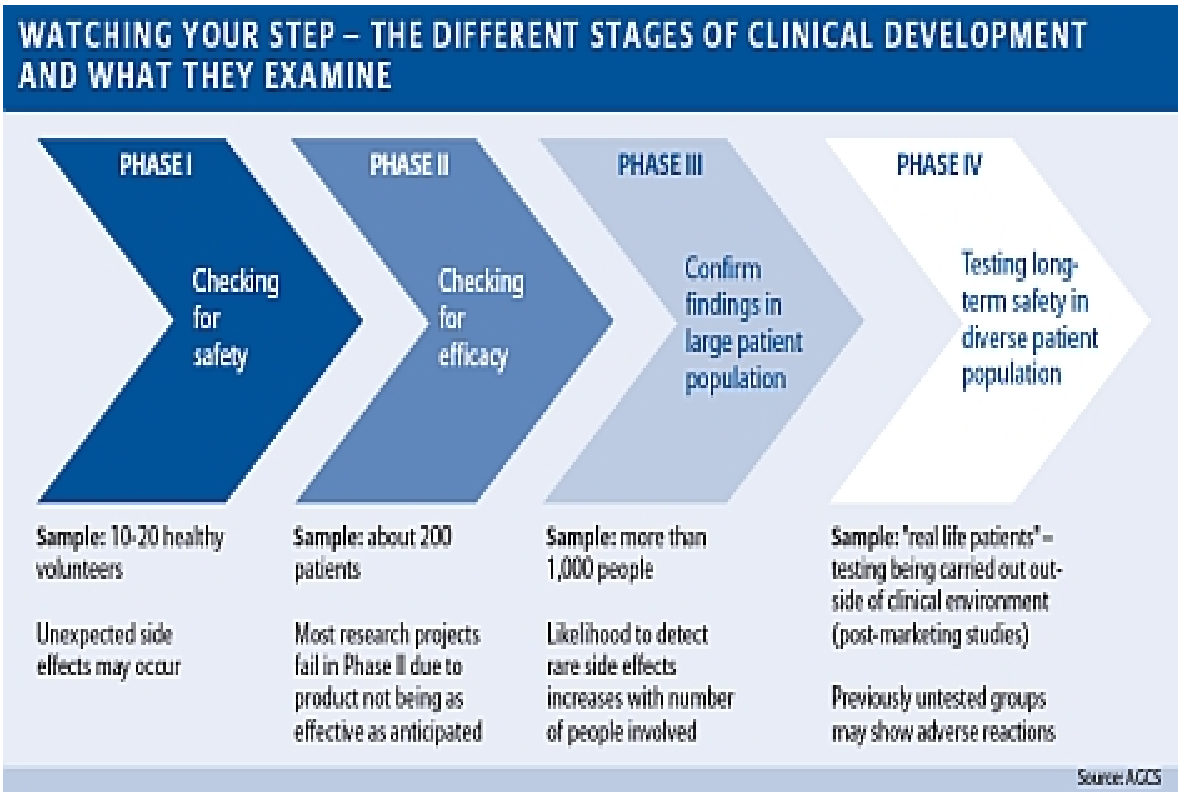 WATCHING YOUR STEP – THE DIFFERENT STAGES OF CLINICAL DEVELOPMENT
AND WHAT THEY EXAMINE
PHASE I
Checking
for
safety
Sample: 10-20 healthy
volunteers
Unexpected side
effects may occur
PHASE II
Checking
for
efficacy
Sample: about 200
patients
Most research projects
fail in Phase II due to
product not being as
effective as anticipated
PHASE III
Confirm
findings in
large patient
population
Sample: more than
1,000 people
Likelihood to detect
rare side effects
increases with number
of people involved
PHASE IV
Testing long-
term safety in
diverse patient
population
Sample: "real life patients" –
testing being carried out out-
side of clinical environment
(post-marketing studies)
Previously untested groups
may show adverse reactions
Source: AGCS